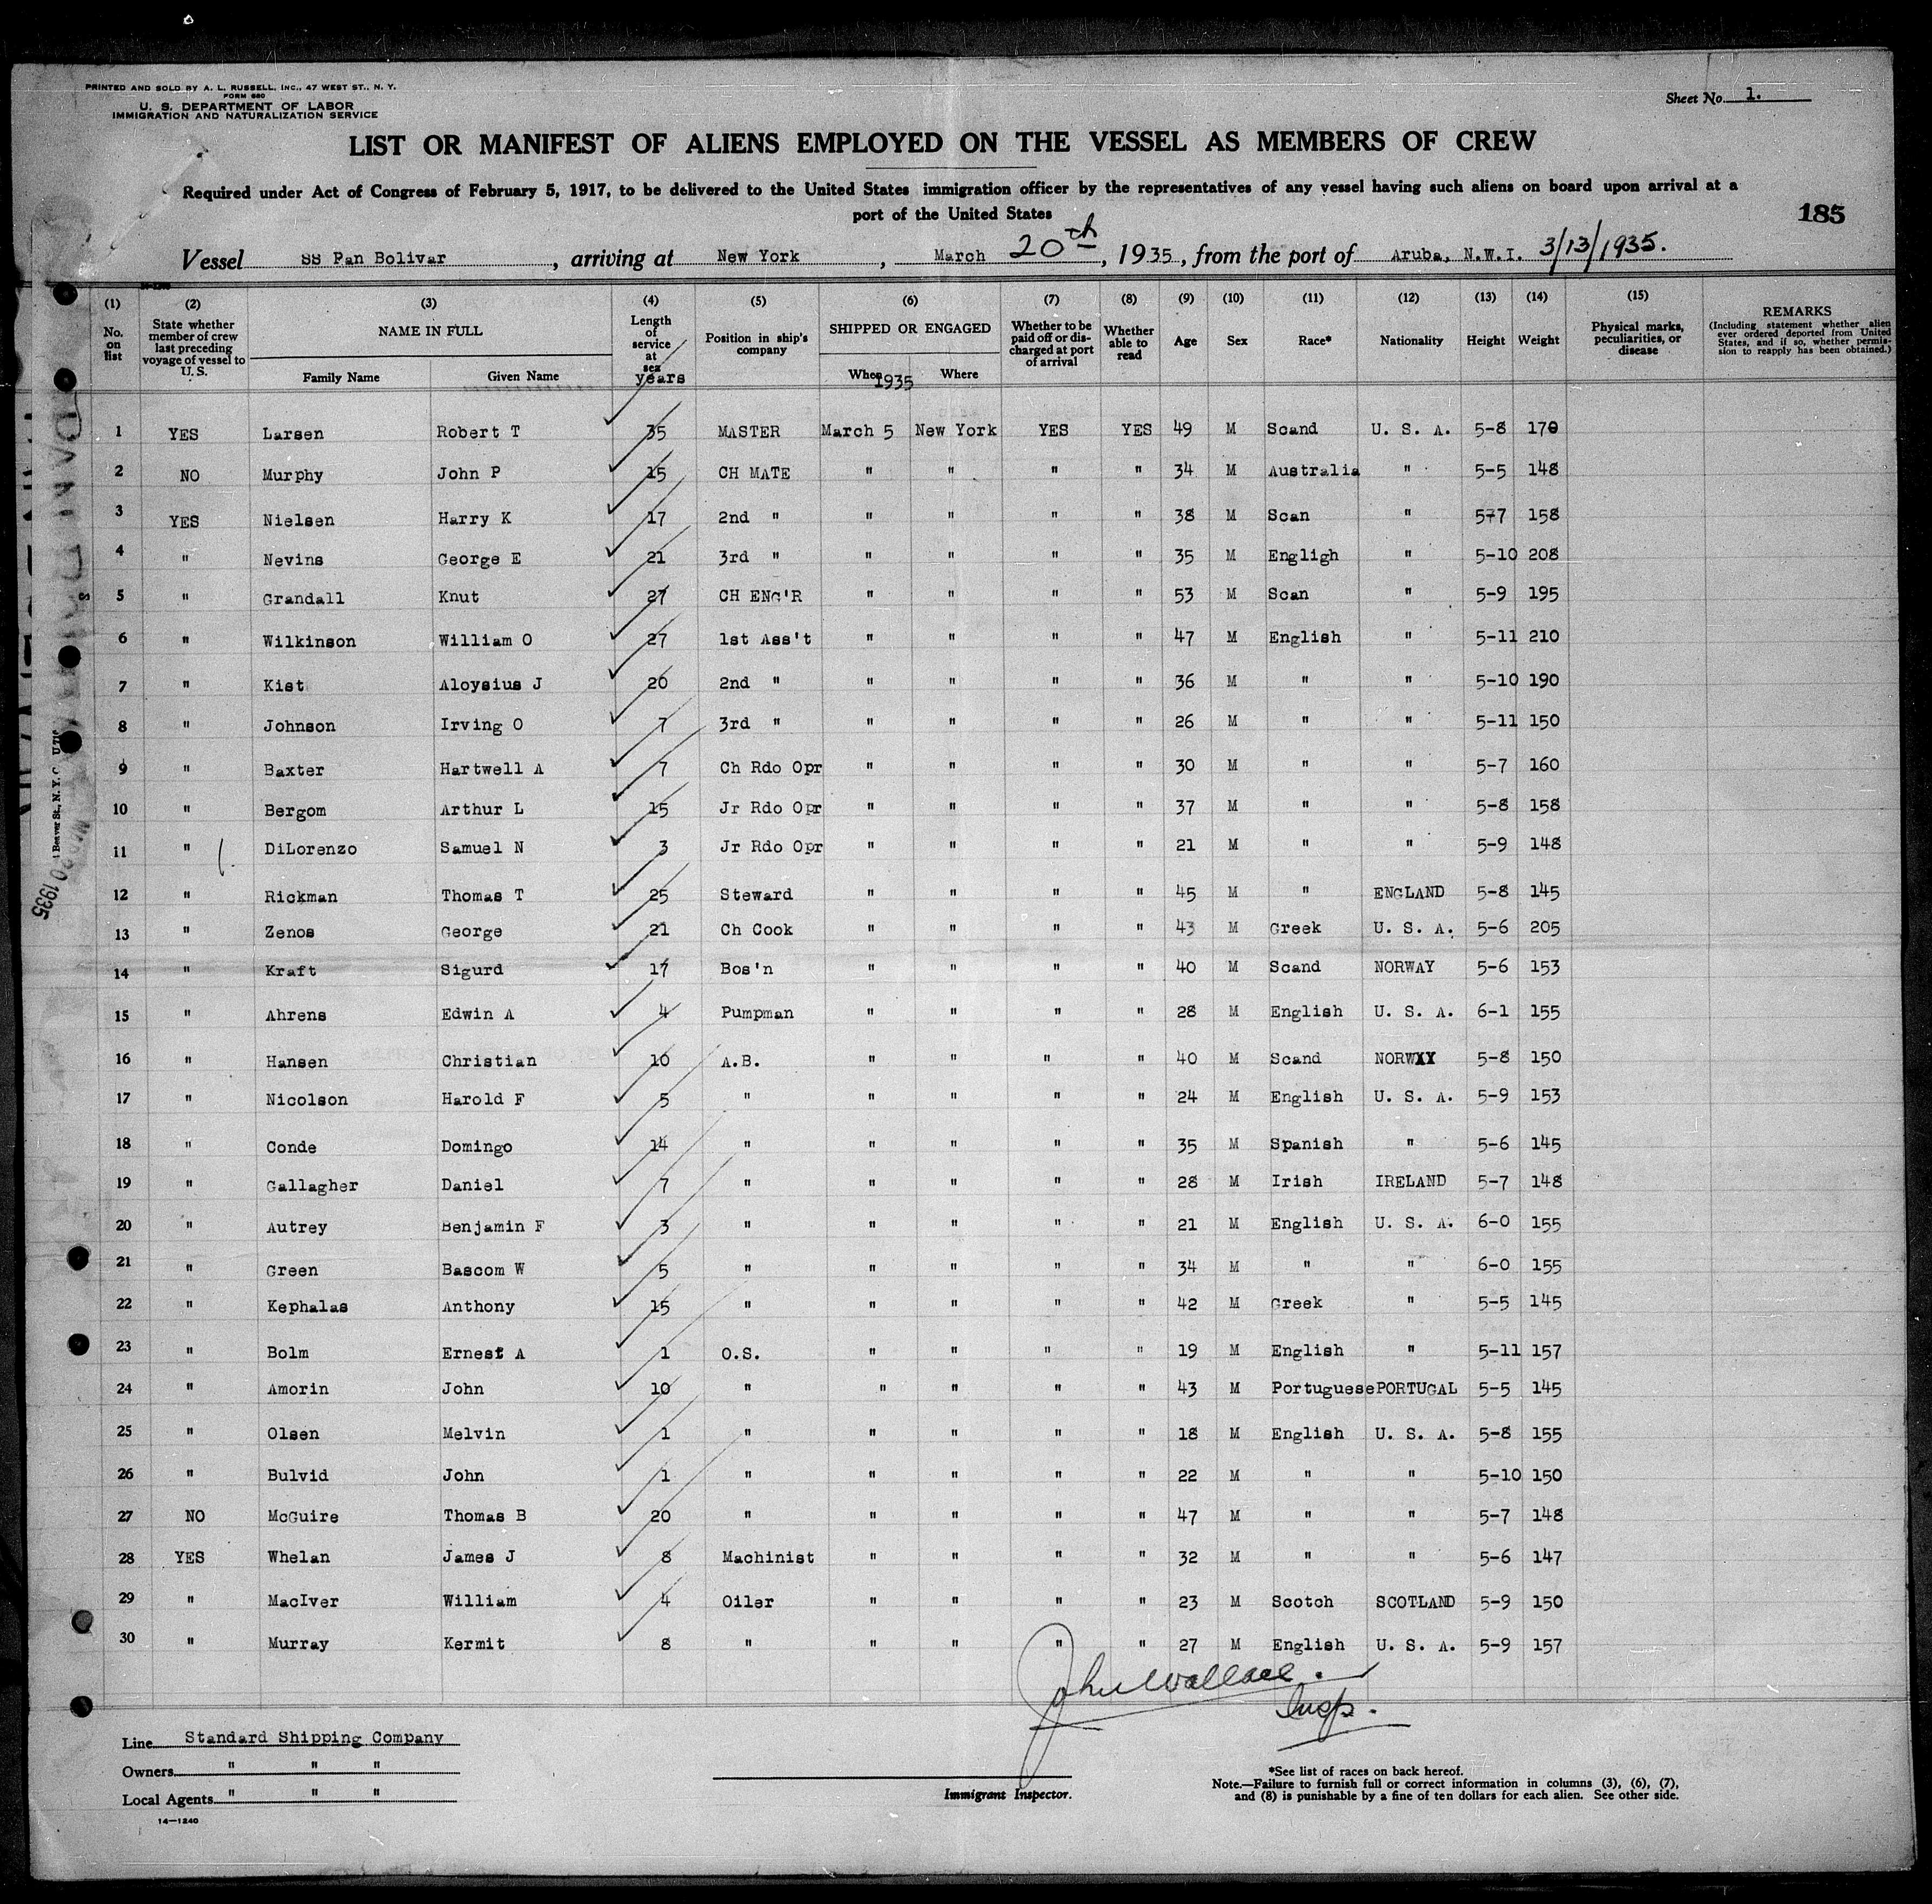 PRINTED AND SOLD BY A. L. RUSSELL, INC., 47 WEST ST., N. Y.
FORM 680
U. S. DEPARTMENT OF LABOR
IMMIGRATION AND NATURALIZATION SERVICE
Sheet No. 1.
LIST OR MANIFEST OF ALIENS EMPLOYED ON THE VESSEL AS MEMBERS OF CREW
Required under Act of Congress of February 5, 1917, to be delivered to the United States immigration officer by the representatives of any vessel having such aliens on board upon arrival at a
port of the United States
185
Vessel SS Pan Bolivar, arriving at New York, March 20th, 1935, from the port of Aruba, N.W.I. 3/13/1935.
(1) (2) (3) (4) (5) (6) (7) (8) (9) (10) (11) (12) (13) (14) (15)
No. on list State whether member of crew last preceding voyage of vessel to U. S. NAME IN FULL Family Name Given Name Length of service at sea years Position in ship's company SHIPPED OR ENGAGED When 1935 Where Whether to be paid off or discharged at port of arrival Whether able to read Age Sex Race* Nationality Height Weight Physical marks, peculiarities, or disease REMARKS (Including statement whether alien ever ordered deported from United States, and if so, whether permission to reapply has been obtained.)
1 YES Larsen Robert T 35 MASTER March 5 New York YES YES 49 M Scand U. S. A. 5-8 170
2 NO Murphy John P 15 CH MATE " " " " 34 M Australia " 5-5 148
3 YES Nielsen Harry K 17 2nd " " " " " 38 M Scan " 5-7 158
4 " Nevins George E 21 3rd " " " " " 35 M Engligh " 5-10 208
5 " Grandall Knut 27 CH ENG'R " " " " 53 M Scan " 5-9 195
6 " Wilkinson William O 27 1st Ass't " " " " 47 M English " 5-11 210
7 " Kist Aloysius J 20 2nd " " " " " 36 M " " 5-10 190
8 " Johnson Irving O 7 3rd " " " " " 26 M " " 5-11 150
9 " Baxter Hartwell A 7 Ch Rdo Opr " " " " 30 M " " 5-7 160
10 " Bergom Arthur L 15 Jr Rdo Opr " " " " 37 M " " 5-8 158
11 " DiLorenzo Samuel N 3 Jr Rdo Opr " " " " 21 M " " 5-9 148
12 " Rickman Thomas T 25 Steward " " " " 45 M " ENGLAND 5-8 145
13 " Zenos George 21 Ch Cook " " " " 43 M Greek U. S. A. 5-6 205
14 " Kraft Sigurd 17 Bos'n " " " " 40 M Scand NORWAY 5-6 153
15 " Ahrens Edwin A 4 Pumpman " " " " 28 M English U. S. A. 6-1 155
16 " Hansen Christian 10 A.B. " " " " 40 M Scand NORWXY 5-8 150
17 " Nicolson Harold F 5 " " " " " 24 M English U. S. A. 5-9 153
18 " Conde Domingo 14 " " " " " 35 M Spanish " 5-6 145
19 " Gallagher Daniel 7 " " " " " 28 M Irish IRELAND 5-7 148
20 " Autrey Benjamin F 3 " " " " " 21 M English U. S. A. 6-0 155
21 " Green Bascom W 5 " " " " " 34 M " " 6-0 155
22 " Kephalas Anthony 15 " " " " " 42 M Greek " 5-5 145
23 " Bolm Ernest A 1 O.S. " " " " 19 M English " 5-11 157
24 " Amorin John 10 " " " " " 43 M Portuguese PORTUGAL 5-5 145
25 " Olsen Melvin 1 " " " " " 18 M English U. S. A. 5-8 155
26 " Bulvid John 1 " " " " " 22 M " " 5-10 150
27 NO McGuire Thomas B 20 " " " " " 47 M " " 5-7 148
28 YES Whelan James J 8 Machinist " " " " 32 M " " 5-6 147
29 " MacIver William 4 Oiler " " " " 23 M Scotch SCOTLAND 5-9 150
30 " Murray Kermit 8 " " " " " 27 M English U. S. A. 5-9 157
John Wallace.
Insp.
Line Standard Shipping Company
Owners " " "
Local Agents " " "
14-1240
Immigrant Inspector.
*See list of races on back hereof.
Note.—Failure to furnish full or correct information in columns (3), (6), (7),
and (8) is punishable by a fine of ten dollars for each alien. See other side.